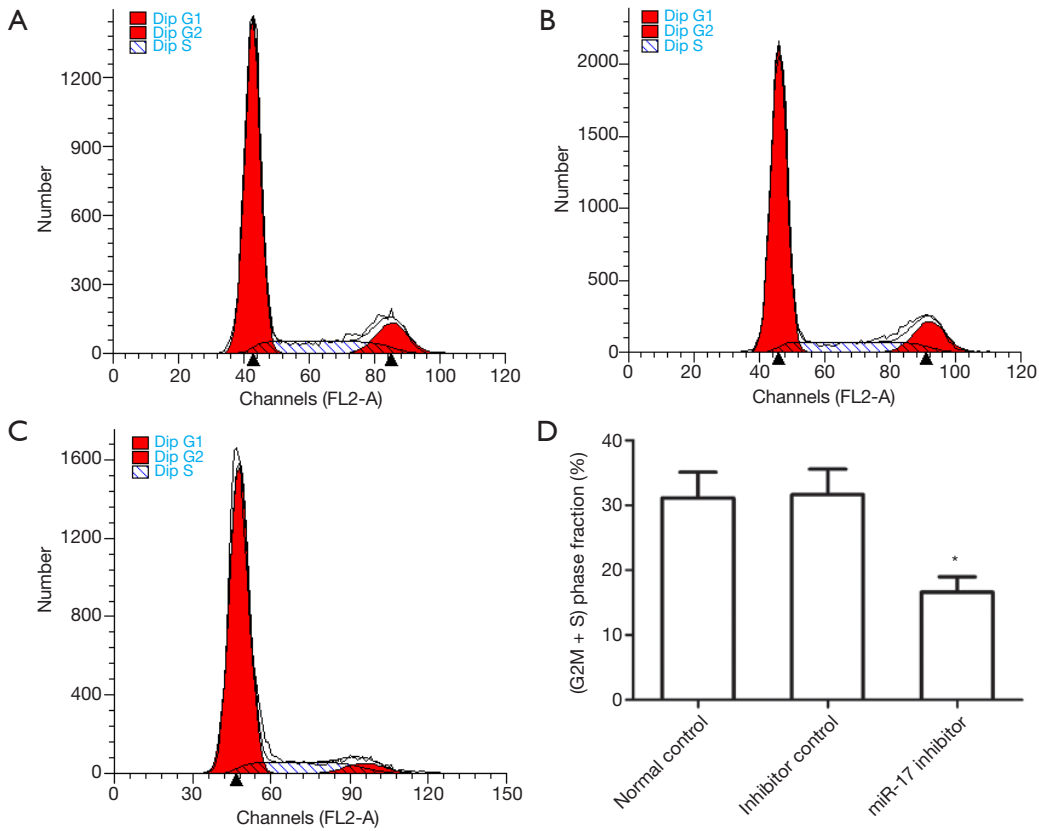 A
Dip G1
Dip G2
Dip S
1200
900
600
300
0
Number
0 20 40 60 80 100 120
Channels (FL2-A)
B
Dip G1
Dip G2
Dip S
2000
1500
1000
500
0
Number
0 20 40 60 80 100 120
Channels (FL2-A)
C
Dip G1
Dip G2
Dip S
1600
1200
800
400
0
Number
0 30 60 90 120 150
Channels (FL2-A)
D
40
30
20
10
0
(G2M + S) phase fraction (%)
*
Normal control
Inhibitor control
miR-17 inhibitor